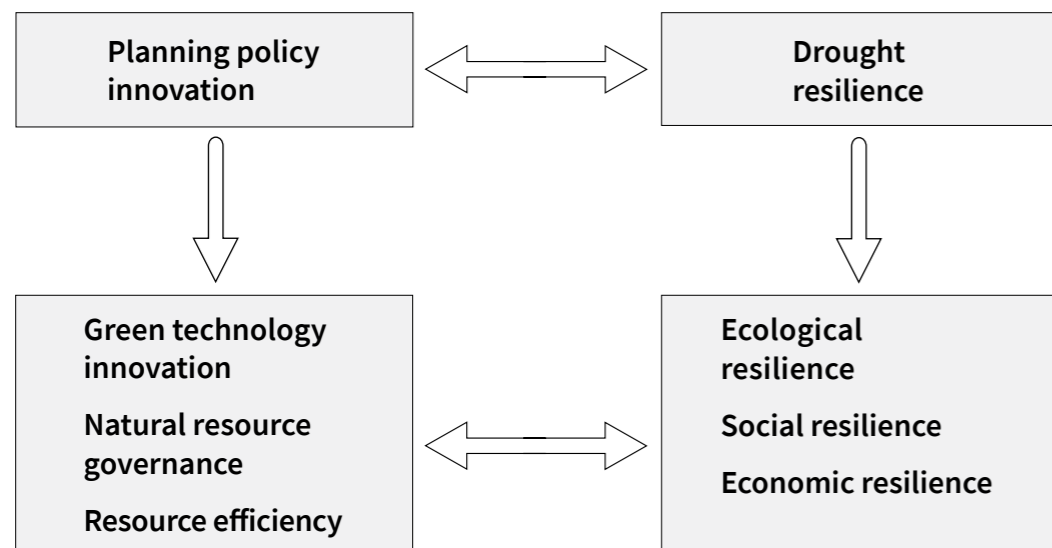 Planning policy
innovation
Drought
resilience
Green technology
innovation
Natural resource
governance
Resource efficiency
Ecological
resilience
Social resilience
Economic resilience